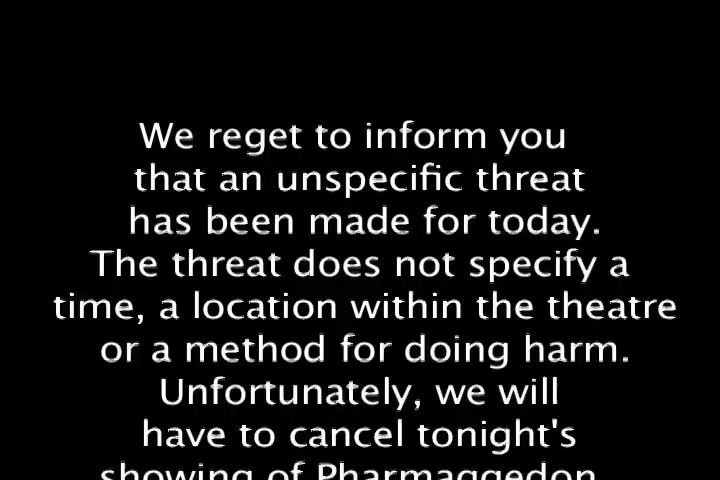 We reget to inform you
that an unspecific threat
has been made for today.
The threat does not specify a
time, a location within the theatre
or a method for doing harm.
Unfortunately, we will
have to cancel tonight's
showing of Pharmaggedon